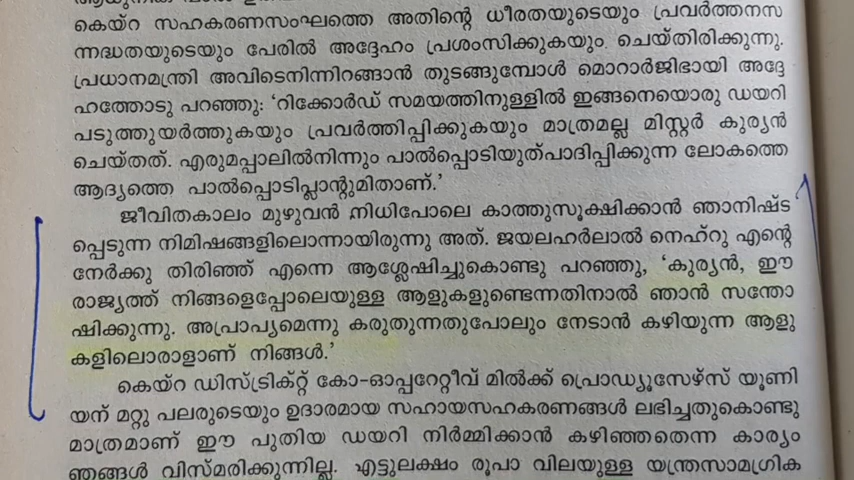 കെയ്റ സഹകരണസംഘത്തെ അതിന്റെ ധീരതയുടെയും പ്രവർത്തനസ
ന്നദ്ധതയുടെയും പേരിൽ അദ്ദേഹം പ്രശംസിക്കുകയും ചെയ്തിരിക്കുന്നു.
പ്രധാനമന്ത്രി അവിടെനിന്നിറങ്ങാൻ തുടങ്ങുമ്പോൾ മൊറാർജിഭായി അദ്ദേ
ഹത്തോടു പറഞ്ഞു: ‘റിക്കോർഡ് സമയത്തിനുള്ളിൽ ഇങ്ങനെയൊരു ഡയറി
പടുത്തുയർത്തുകയും പ്രവർത്തിപ്പിക്കുകയും മാത്രമല്ല മിസ്റ്റർ കുര്യൻ
ചെയ്തത്. എരുമപ്പാലിൽനിന്നും പാൽപ്പൊടിയുത്പാദിപ്പിക്കുന്ന ലോകത്തെ
ആദ്യത്തെ പാൽപ്പൊടിപ്ലാന്റുമിതാണ്.’
ജീവിതകാലം മുഴുവൻ നിധിപോലെ കാത്തുസൂക്ഷിക്കാൻ ഞാനിഷ്ട
പ്പെടുന്ന നിമിഷങ്ങളിലൊന്നായിരുന്നു അത്. ജയലഹർലാൽ നെഹ്റു എന്റെ
നേർക്കു തിരിഞ്ഞ് എന്നെ ആശ്ലേഷിച്ചുകൊണ്ടു പറഞ്ഞു, ‘കുര്യൻ, ഈ
രാജ്യത്ത് നിങ്ങളെപ്പോലെയുള്ള ആളുകളുണ്ടെന്നതിനാൽ ഞാൻ സന്തോ
ഷിക്കുന്നു. അപ്രാപ്യമെന്നു കരുതുന്നതുപോലും നേടാൻ കഴിയുന്ന ആളു
കളിലൊരാളാണ് നിങ്ങൾ.’
കെയ്റ ഡിസ്ട്രിക്റ്റ് കോ-ഓപ്പറേറ്റീവ് മിൽക്ക് പ്രൊഡ്യൂസേഴ്സ് യൂണി
യന് മറ്റു പലരുടെയും ഉദാരമായ സഹായസഹകരണങ്ങൾ ലഭിച്ചതുകൊണ്ടു
മാത്രമാണ് ഈ പുതിയ ഡയറി നിർമ്മിക്കാൻ കഴിഞ്ഞതെന്ന കാര്യം
ഞങ്ങൾ വിസ്മരിക്കുന്നില്ല. എട്ടുലക്ഷം രൂപാ വിലയുള്ള യന്ത്രസാമഗ്രിക